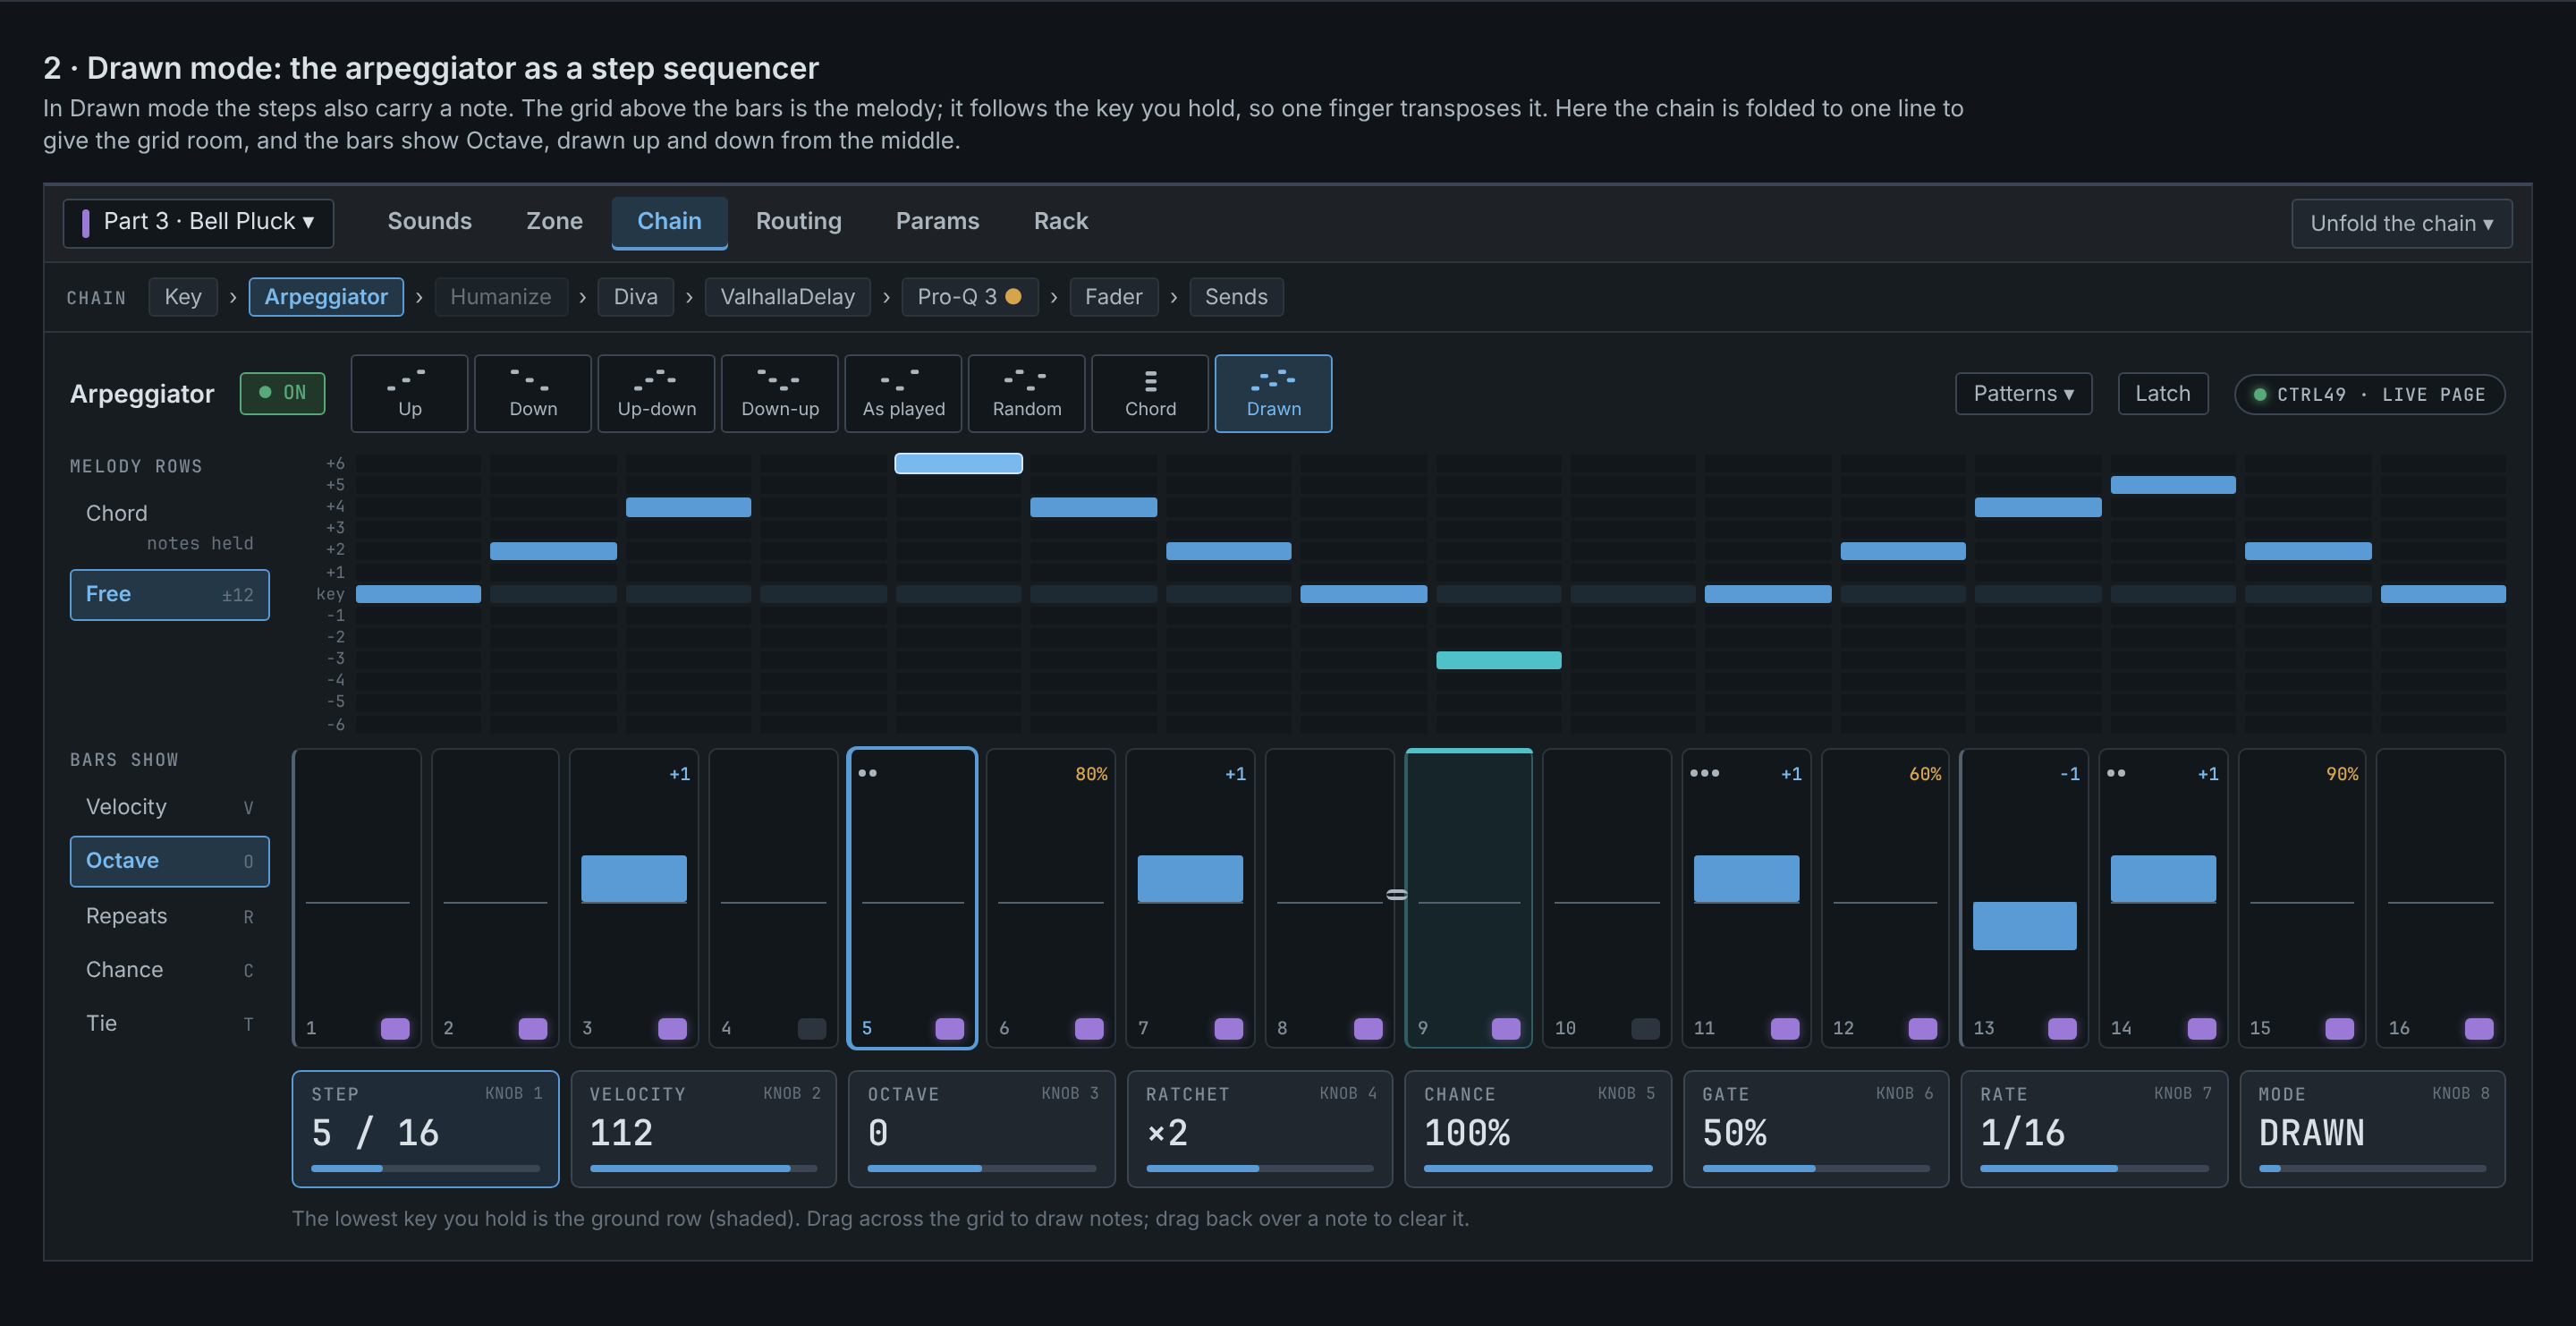 2 · Drawn mode: the arpeggiator as a step sequencer
In Drawn mode the steps also carry a note. The grid above the bars is the melody; it follows the key you hold, so one finger transposes it. Here the chain is folded to one line to
give the grid room, and the bars show Octave, drawn up and down from the middle.
Part 3 · Bell Pluck ▾ Sounds Zone Chain Routing Params Rack Unfold the chain ▾
CHAIN Key › Arpeggiator › Humanize › Diva › ValhallaDelay › Pro-Q 3 › Fader › Sends
Arpeggiator ON Up Down Up-down Down-up As played Random Chord Drawn Patterns ▾ Latch CTRL49 · LIVE PAGE
MELODY ROWS
Chord
notes held
Free ±12
+6
+5
+4
+3
+2
+1
key
-1
-2
-3
-4
-5
-6
BARS SHOW
Velocity V
Octave O
Repeats R
Chance C
Tie T
+1 80% +1 +1 60% -1 +1 90%
1 2 3 4 5 6 7 8 9 10 11 12 13 14 15 16
STEP KNOB 1 VELOCITY KNOB 2 OCTAVE KNOB 3 RATCHET KNOB 4 CHANCE KNOB 5 GATE KNOB 6 RATE KNOB 7 MODE KNOB 8
5 / 16 112 0 ×2 100% 50% 1/16 DRAWN
The lowest key you hold is the ground row (shaded). Drag across the grid to draw notes; drag back over a note to clear it.